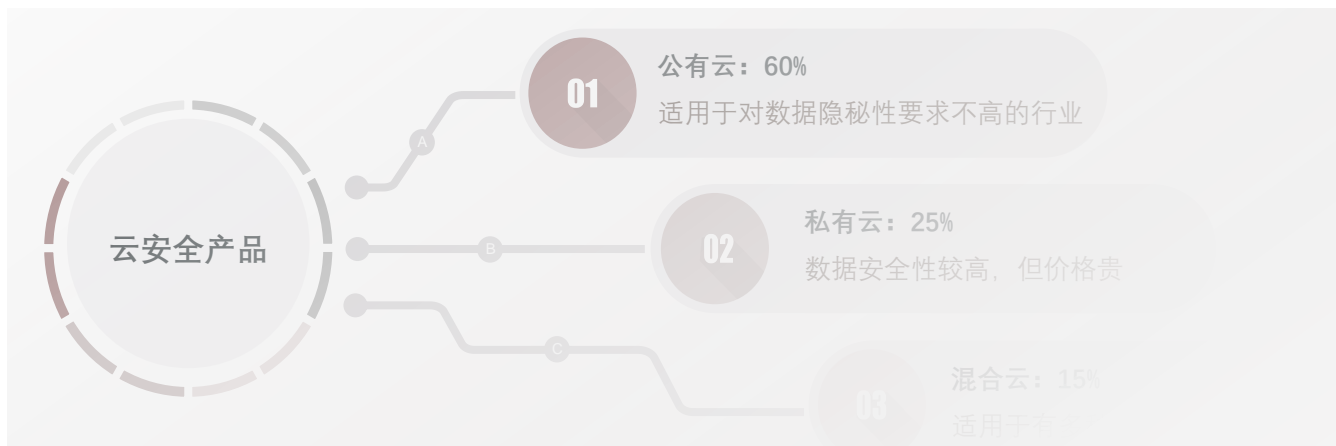 云安全产品
A
01
公有云：60%
适用于对数据隐秘性要求不高的行业
B
02
私有云：25%
数据安全性较高，但价格贵
C
03
混合云：15%
适用于有